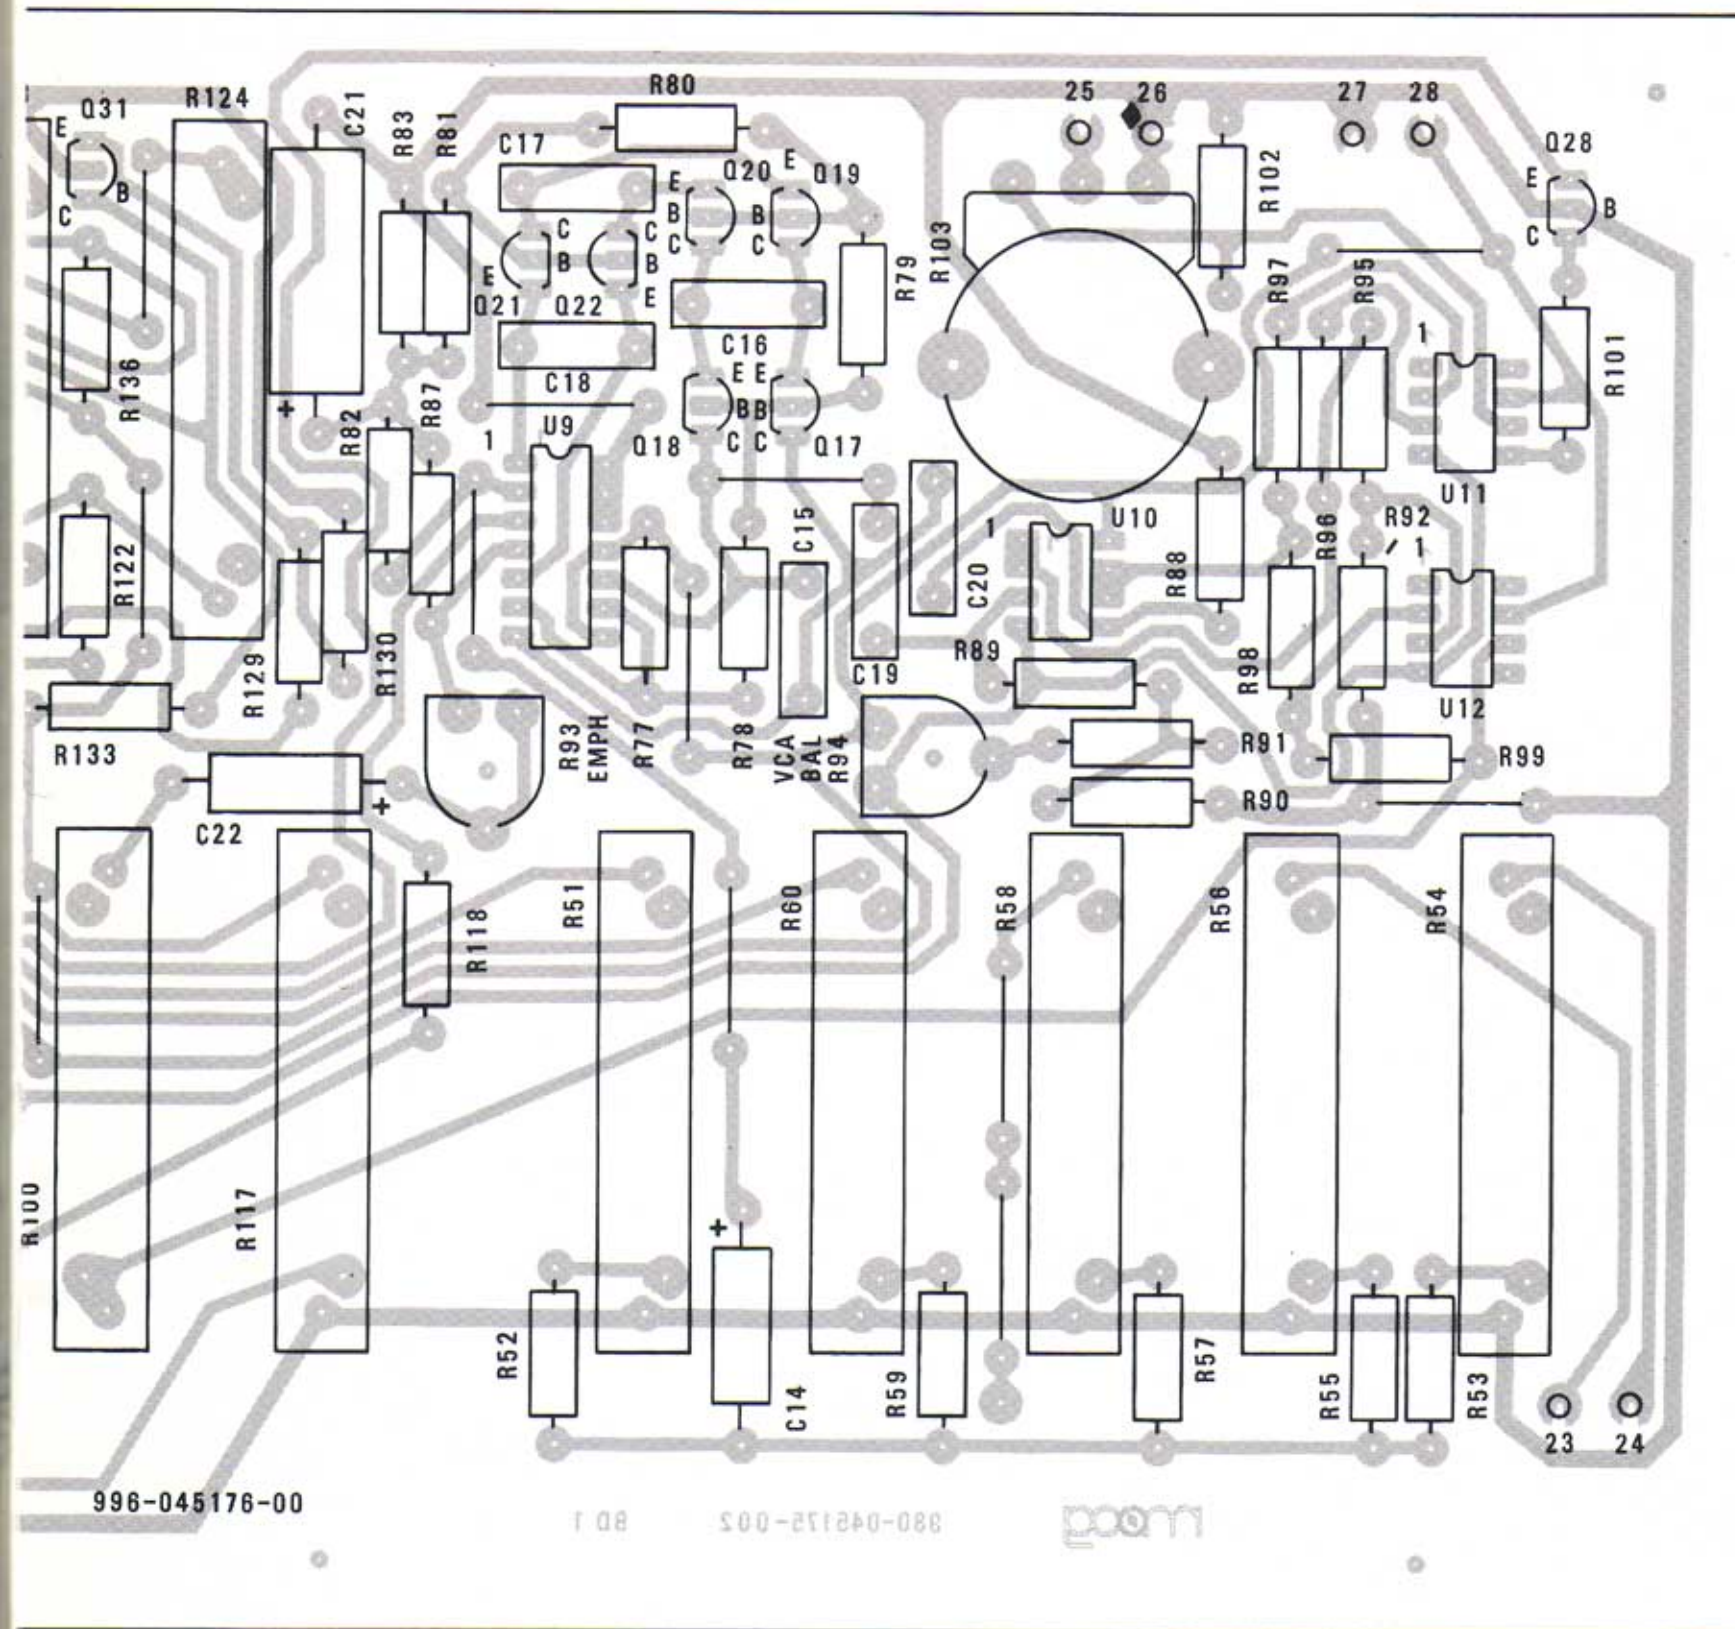 Q31
R124
C21
R83
R81
R80
C17
25
26
27
28
Q28
E
B
C
E
Q20
E
B
C
Q19
B
C
R102
E
B
C
R103
C
B
E
Q21
C
B
E
Q22
R79
R97
R95
R136
C16
C18
1
R101
R82
R87
1
U9
Q18
E
B
C
E
B
C
Q17
U11
R122
C15
1
U10
R96
R92
1
R88
C20
R129
R130
R89
C19
R98
U12
R133
R93
EMPH
R77
R78
VCA
BAL
R94
R91
R99
+
+
R90
C22
R51
R60
R58
R56
R54
R118
R100
R117
+
R52
C14
R59
R57
R55
R53
23
24
996-045176-00
BD 1
980-045175-002
moog